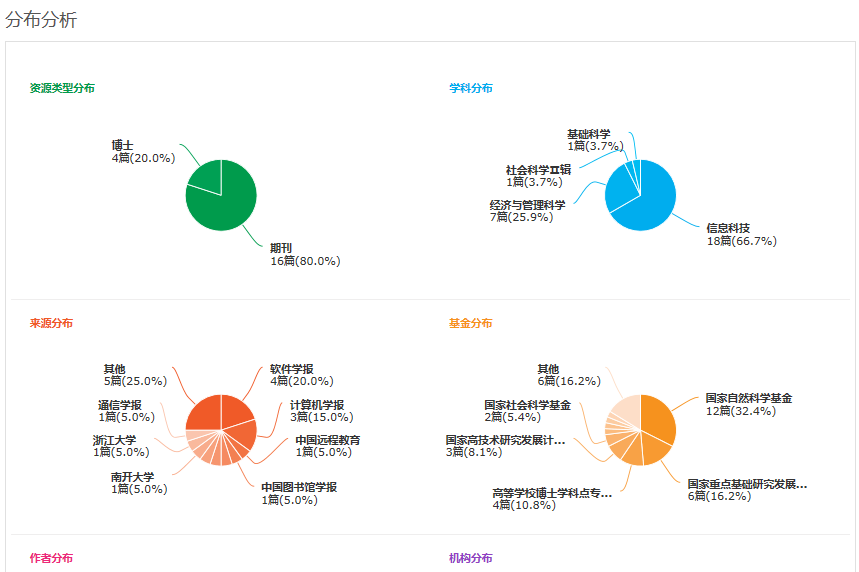 分布分析
资源类型分布
博士
4篇(20.0%)
期刊
16篇(80.0%)
学科分布
基础科学
1篇(3.7%)
社会科学II辑
1篇(3.7%)
经济与管理科学
7篇(25.9%)
信息科技
18篇(66.7%)
来源分布
其他
5篇(25.0%)
软件学报
4篇(20.0%)
通信学报
1篇(5.0%)
计算机学报
3篇(15.0%)
浙江大学
1篇(5.0%)
中国远程教育
1篇(5.0%)
南开大学
1篇(5.0%)
中国图书馆学报
1篇(5.0%)
基金分布
其他
6篇(16.2%)
国家自然科学基金
12篇(32.4%)
国家社会科学基金
2篇(5.4%)
国家高技术研究发展计...
3篇(8.1%)
国家重点基础研究发展...
6篇(16.2%)
高等学校博士学科点专...
4篇(10.8%)
作者分布
机构分布